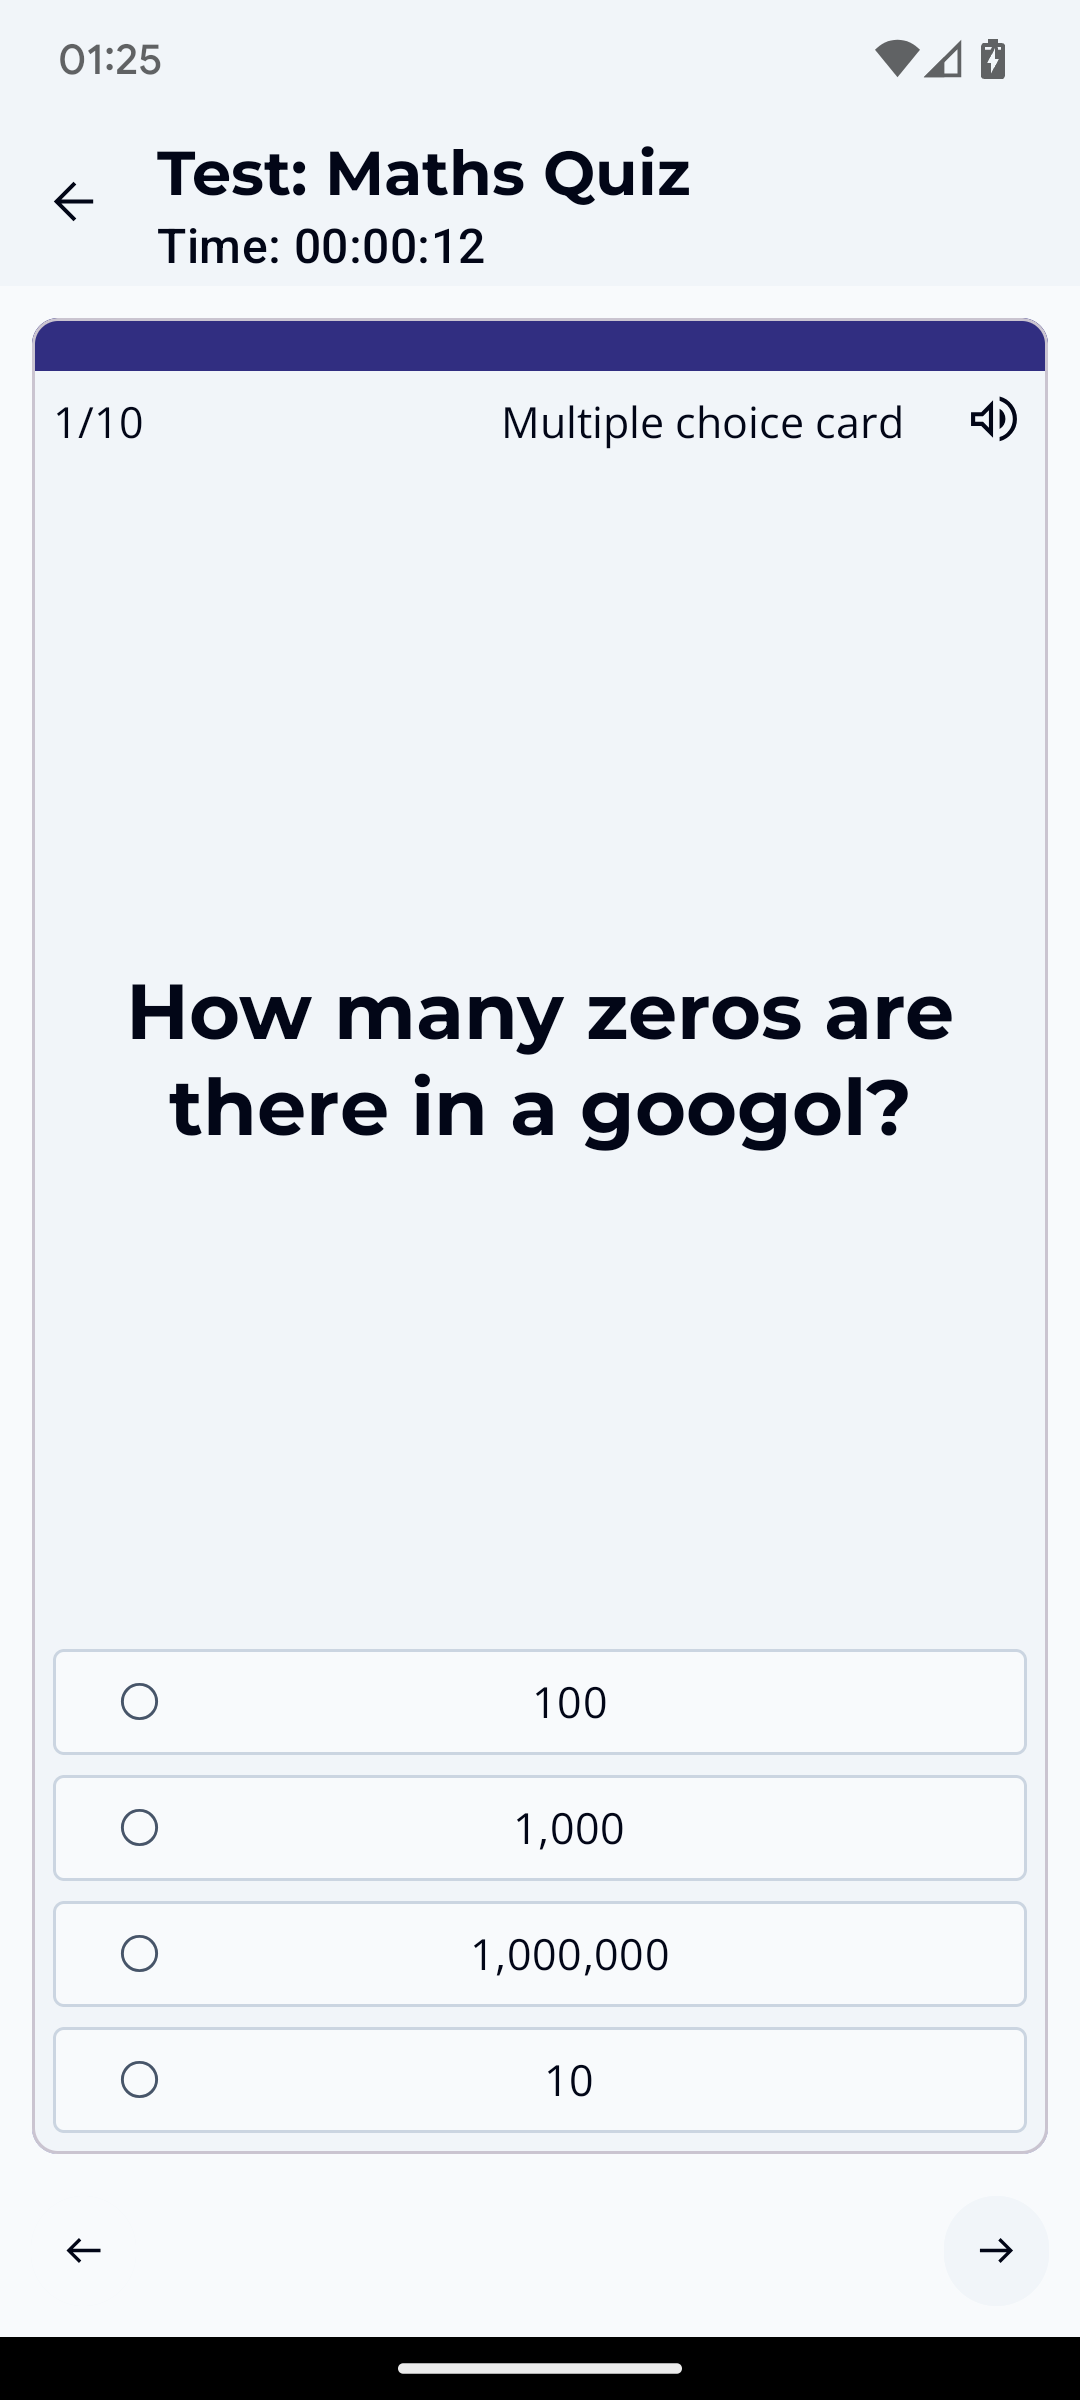 01:25
Test: Maths Quiz
Time: 00:00:12
1/10
Multiple choice card
How many zeros are
there in a googol?
100
1,000
1,000,000
10